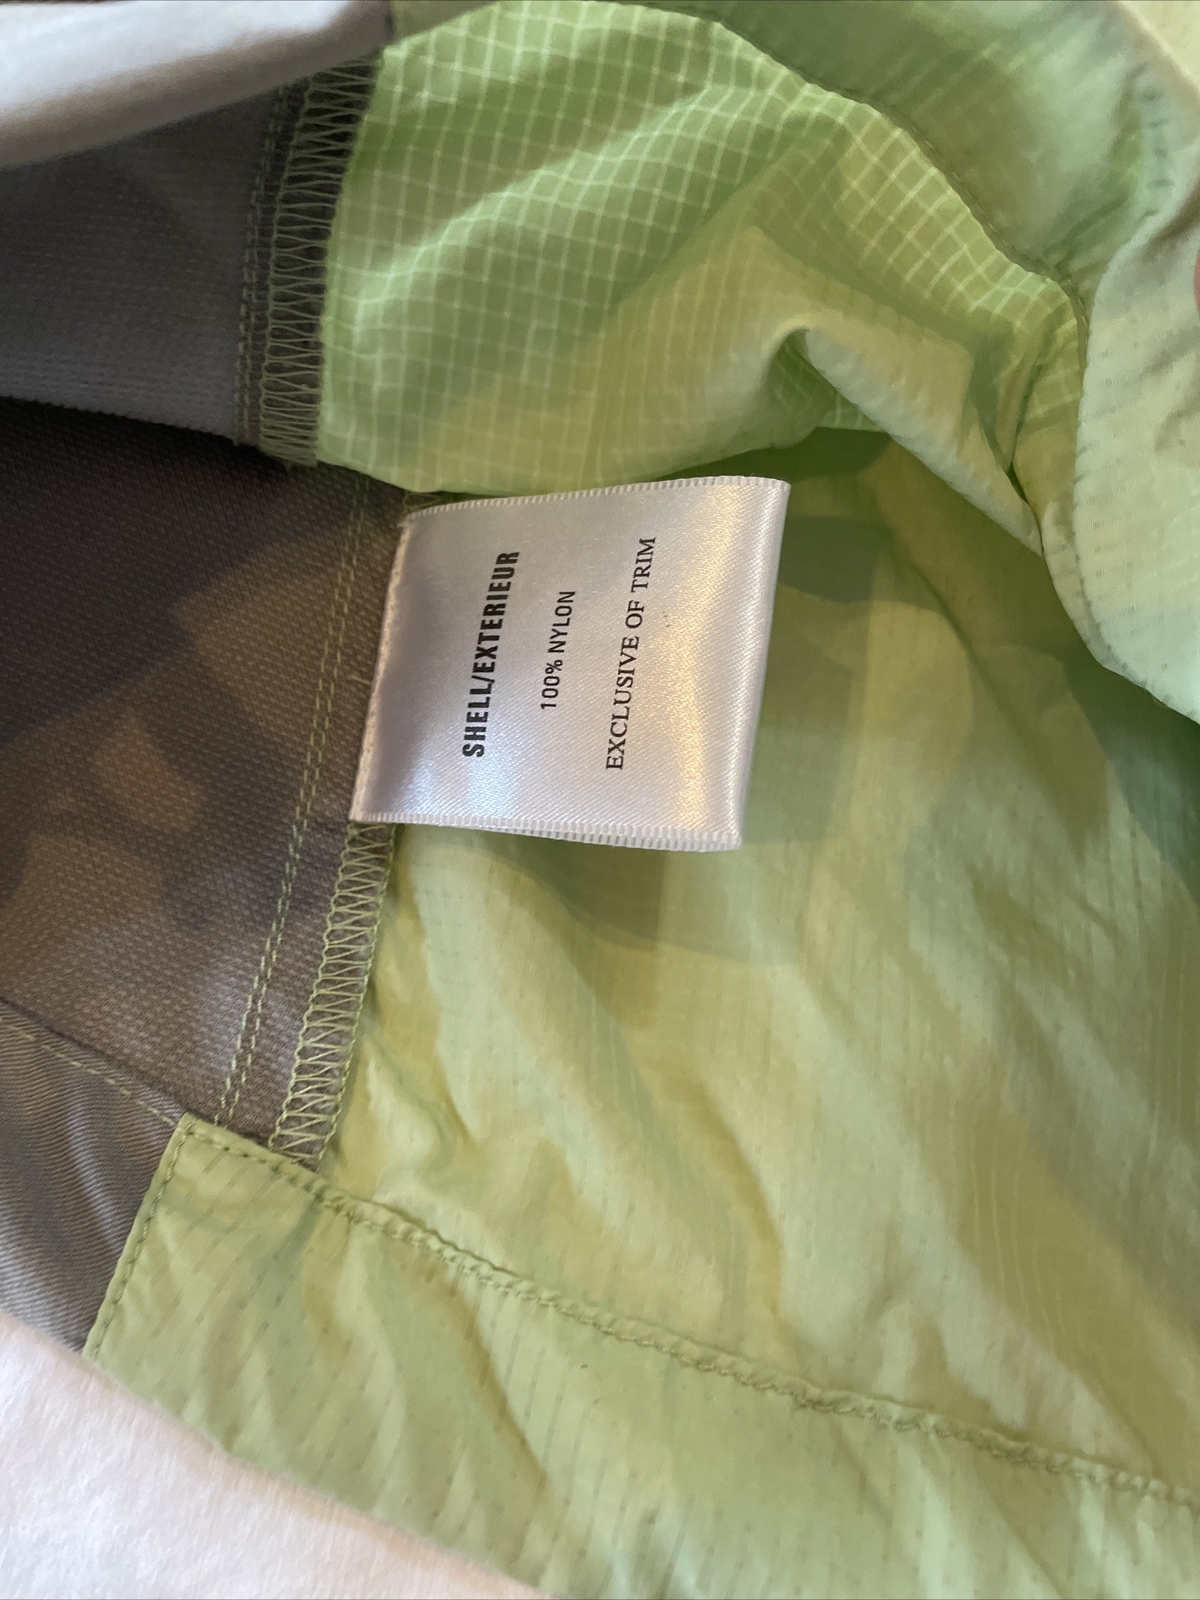 SHELL/EXTERIEUR
100% NYLON
EXCLUSIVE OF TRIM